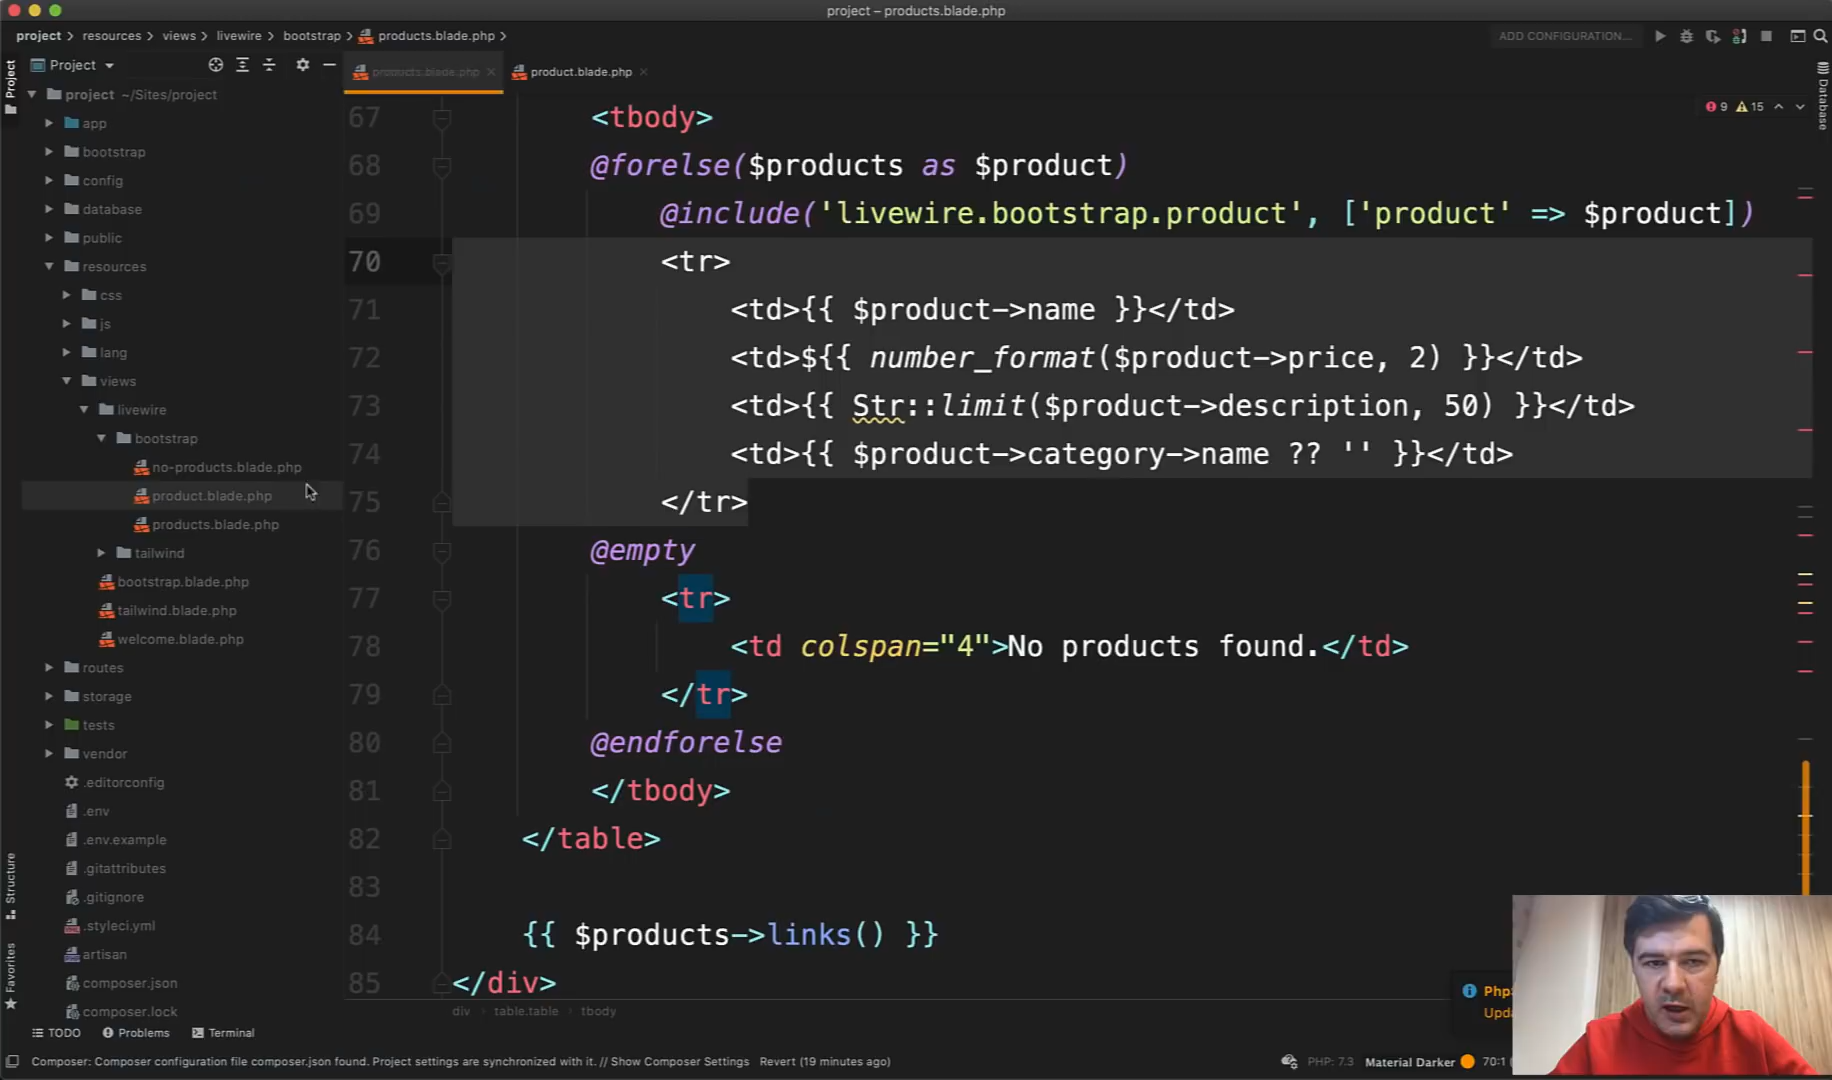 project – products.blade.php
project > resources > views > livewire > bootstrap > products.blade.php >
ADD CONFIGURATION...
Project
products.blade.php
product.blade.php
Project
Database
Structure
Favorites
9 15
project ~/Sites/project
app
bootstrap
config
database
public
resources
css
js
lang
views
livewire
bootstrap
no-products.blade.php
product.blade.php
products.blade.php
tailwind
bootstrap.blade.php
tailwind.blade.php
welcome.blade.php
routes
storage
tests
vendor
.editorconfig
.env
.env.example
.gitattributes
.gitignore
.styleci.yml
artisan
composer.json
composer.lock
67 <tbody>
68 @forelse($products as $product)
69 @include('livewire.bootstrap.product', ['product' => $product])
70 <tr>
71 <td>{{ $product->name }}</td>
72 <td>${{ number_format($product->price, 2) }}</td>
73 <td>{{ Str::limit($product->description, 50) }}</td>
74 <td>{{ $product->category->name ?? '' }}</td>
75 </tr>
76 @empty
77 <tr>
78 <td colspan="4">No products found.</td>
79 </tr>
80 @endforelse
81 </tbody>
82 </table>
83
84 {{ $products->links() }}
85 </div>
div table.table tbody
TODO Problems Terminal
Composer: Composer configuration file composer.json found. Project settings are synchronized with it. // Show Composer Settings Revert (19 minutes ago)
PHP: 7.3 Material Darker 70:1